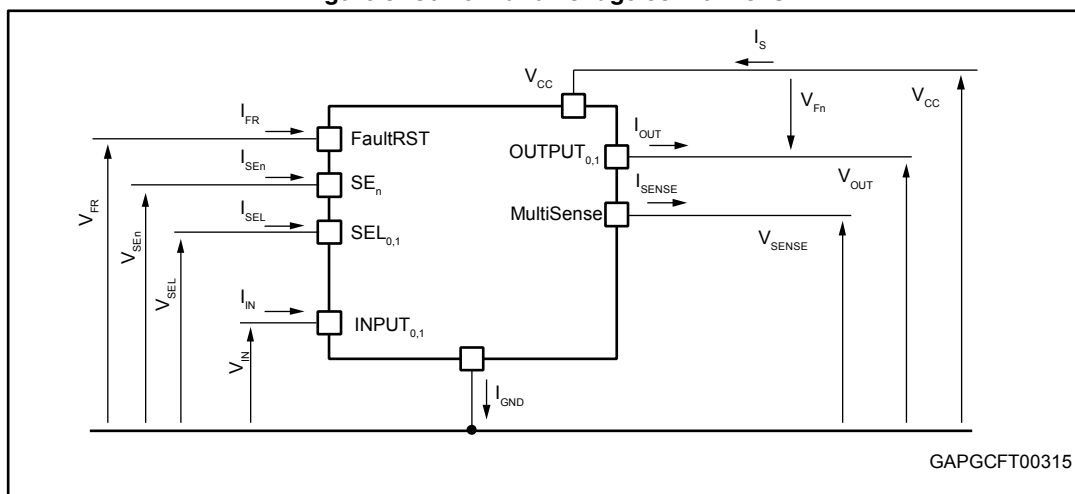 I_S
V_CC
V_Fn
V_CC
I_FR
FaultRST
I_OUT
OUTPUT_0,1
V_OUT
I_SEn
SE_n
I_SENSE
MultiSense
V_SENSE
I_SEL
SEL_0,1
V_FR
V_SEn
V_SEL
I_IN
INPUT_0,1
V_IN
I_GND
GAPGCFT00315